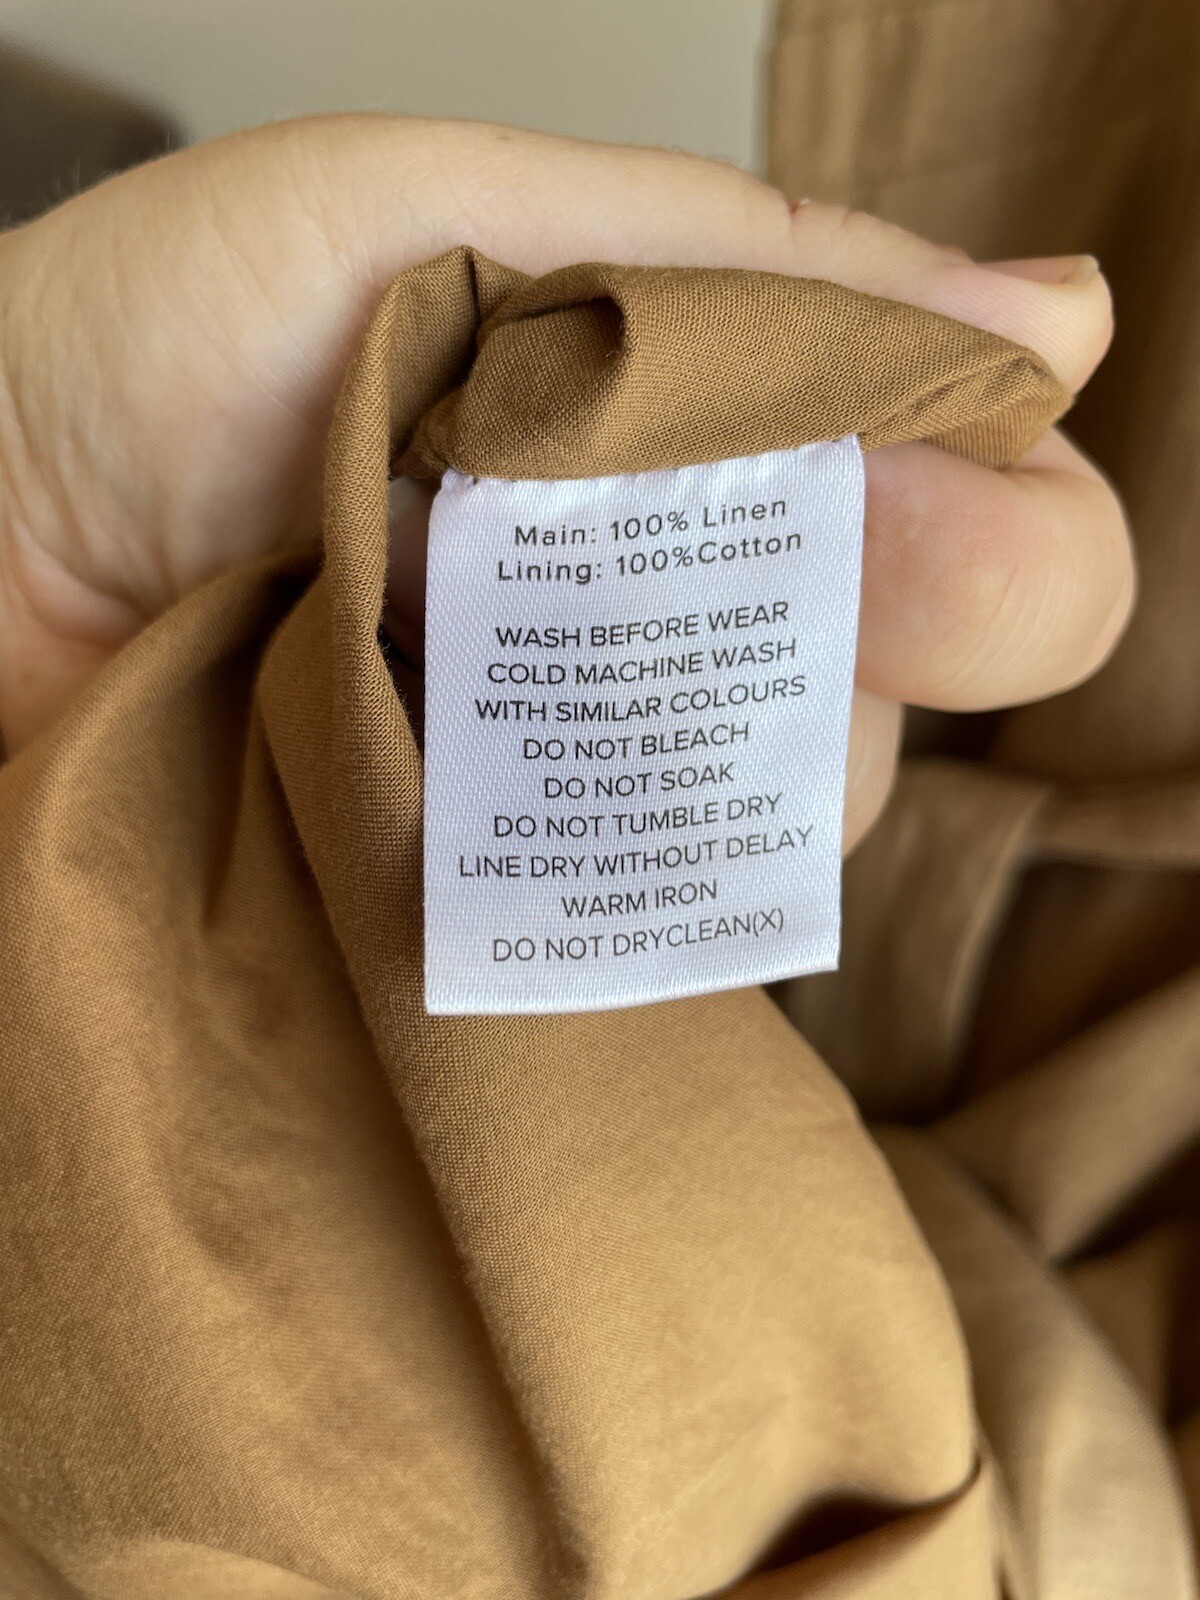 Main: 100% Linen
Lining: 100%Cotton
WASH BEFORE WEAR
COLD MACHINE WASH
WITH SIMILAR COLOURS
DO NOT BLEACH
DO NOT SOAK
DO NOT TUMBLE DRY
LINE DRY WITHOUT DELAY
WARM IRON
DO NOT DRYCLEAN(X)